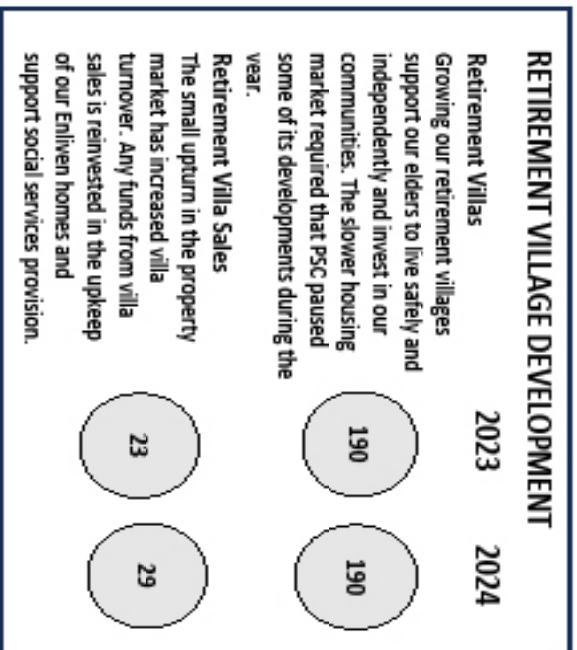 RETIREMENT VILLAGE DEVELOPMENT
2023 2024
Retirement Villas
Growing our retirement villages
support our elders to live safely and
independently and invest in our
communities. The slower housing
market required that PSC paused
some of its developments during the
year.
190 190
Retirement Villa Sales
The small upturn in the property
market has increased villa
turnover. Any funds from villa
sales is reinvested in the upkeep
of our Enliven homes and
support social services provision.
23 29